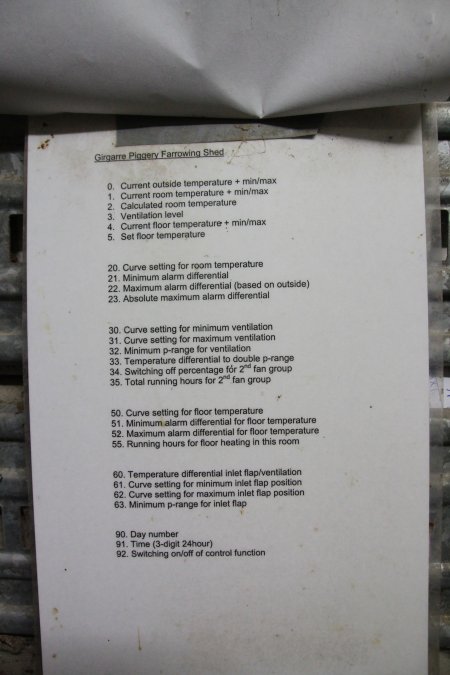 Girgarre Piggery Farrowing Shed
0. Current outside temperature + min/max
1. Current room temperature + min/max
2. Calculated room temperature
3. Ventilation level
4. Current floor temperature + min/max
5. Set floor temperature
20. Curve setting for room temperature
21. Minimum alarm differential
22. Maximum alarm differential (based on outside)
23. Absolute maximum alarm differential
30. Curve setting for minimum ventilation
31. Curve setting for maximum ventilation
32. Minimum p-range for ventilation
33. Temperature differential to double p-range
34. Switching off percentage for 2nd fan group
35. Total running hours for 2nd fan group
50. Curve setting for floor temperature
51. Minimum alarm differential for floor temperature
52. Maximum alarm differential for floor temperature
55. Running hours for floor heating in this room
60. Temperature differential inlet flap/ventilation
61. Curve setting for minimum inlet flap position
62. Curve setting for maximum inlet flap position
63. Minimum p-range for inlet flap
90. Day number
91. Time (3-digit 24hour)
92. Switching on/off of control function